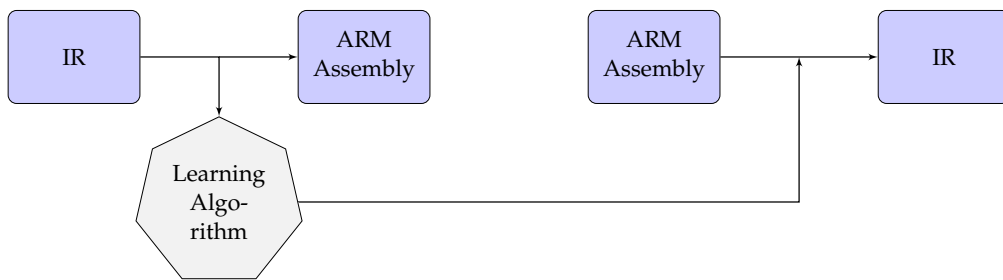 IR
ARM
Assembly
ARM
Assembly
IR
Learning
Algo-
rithm